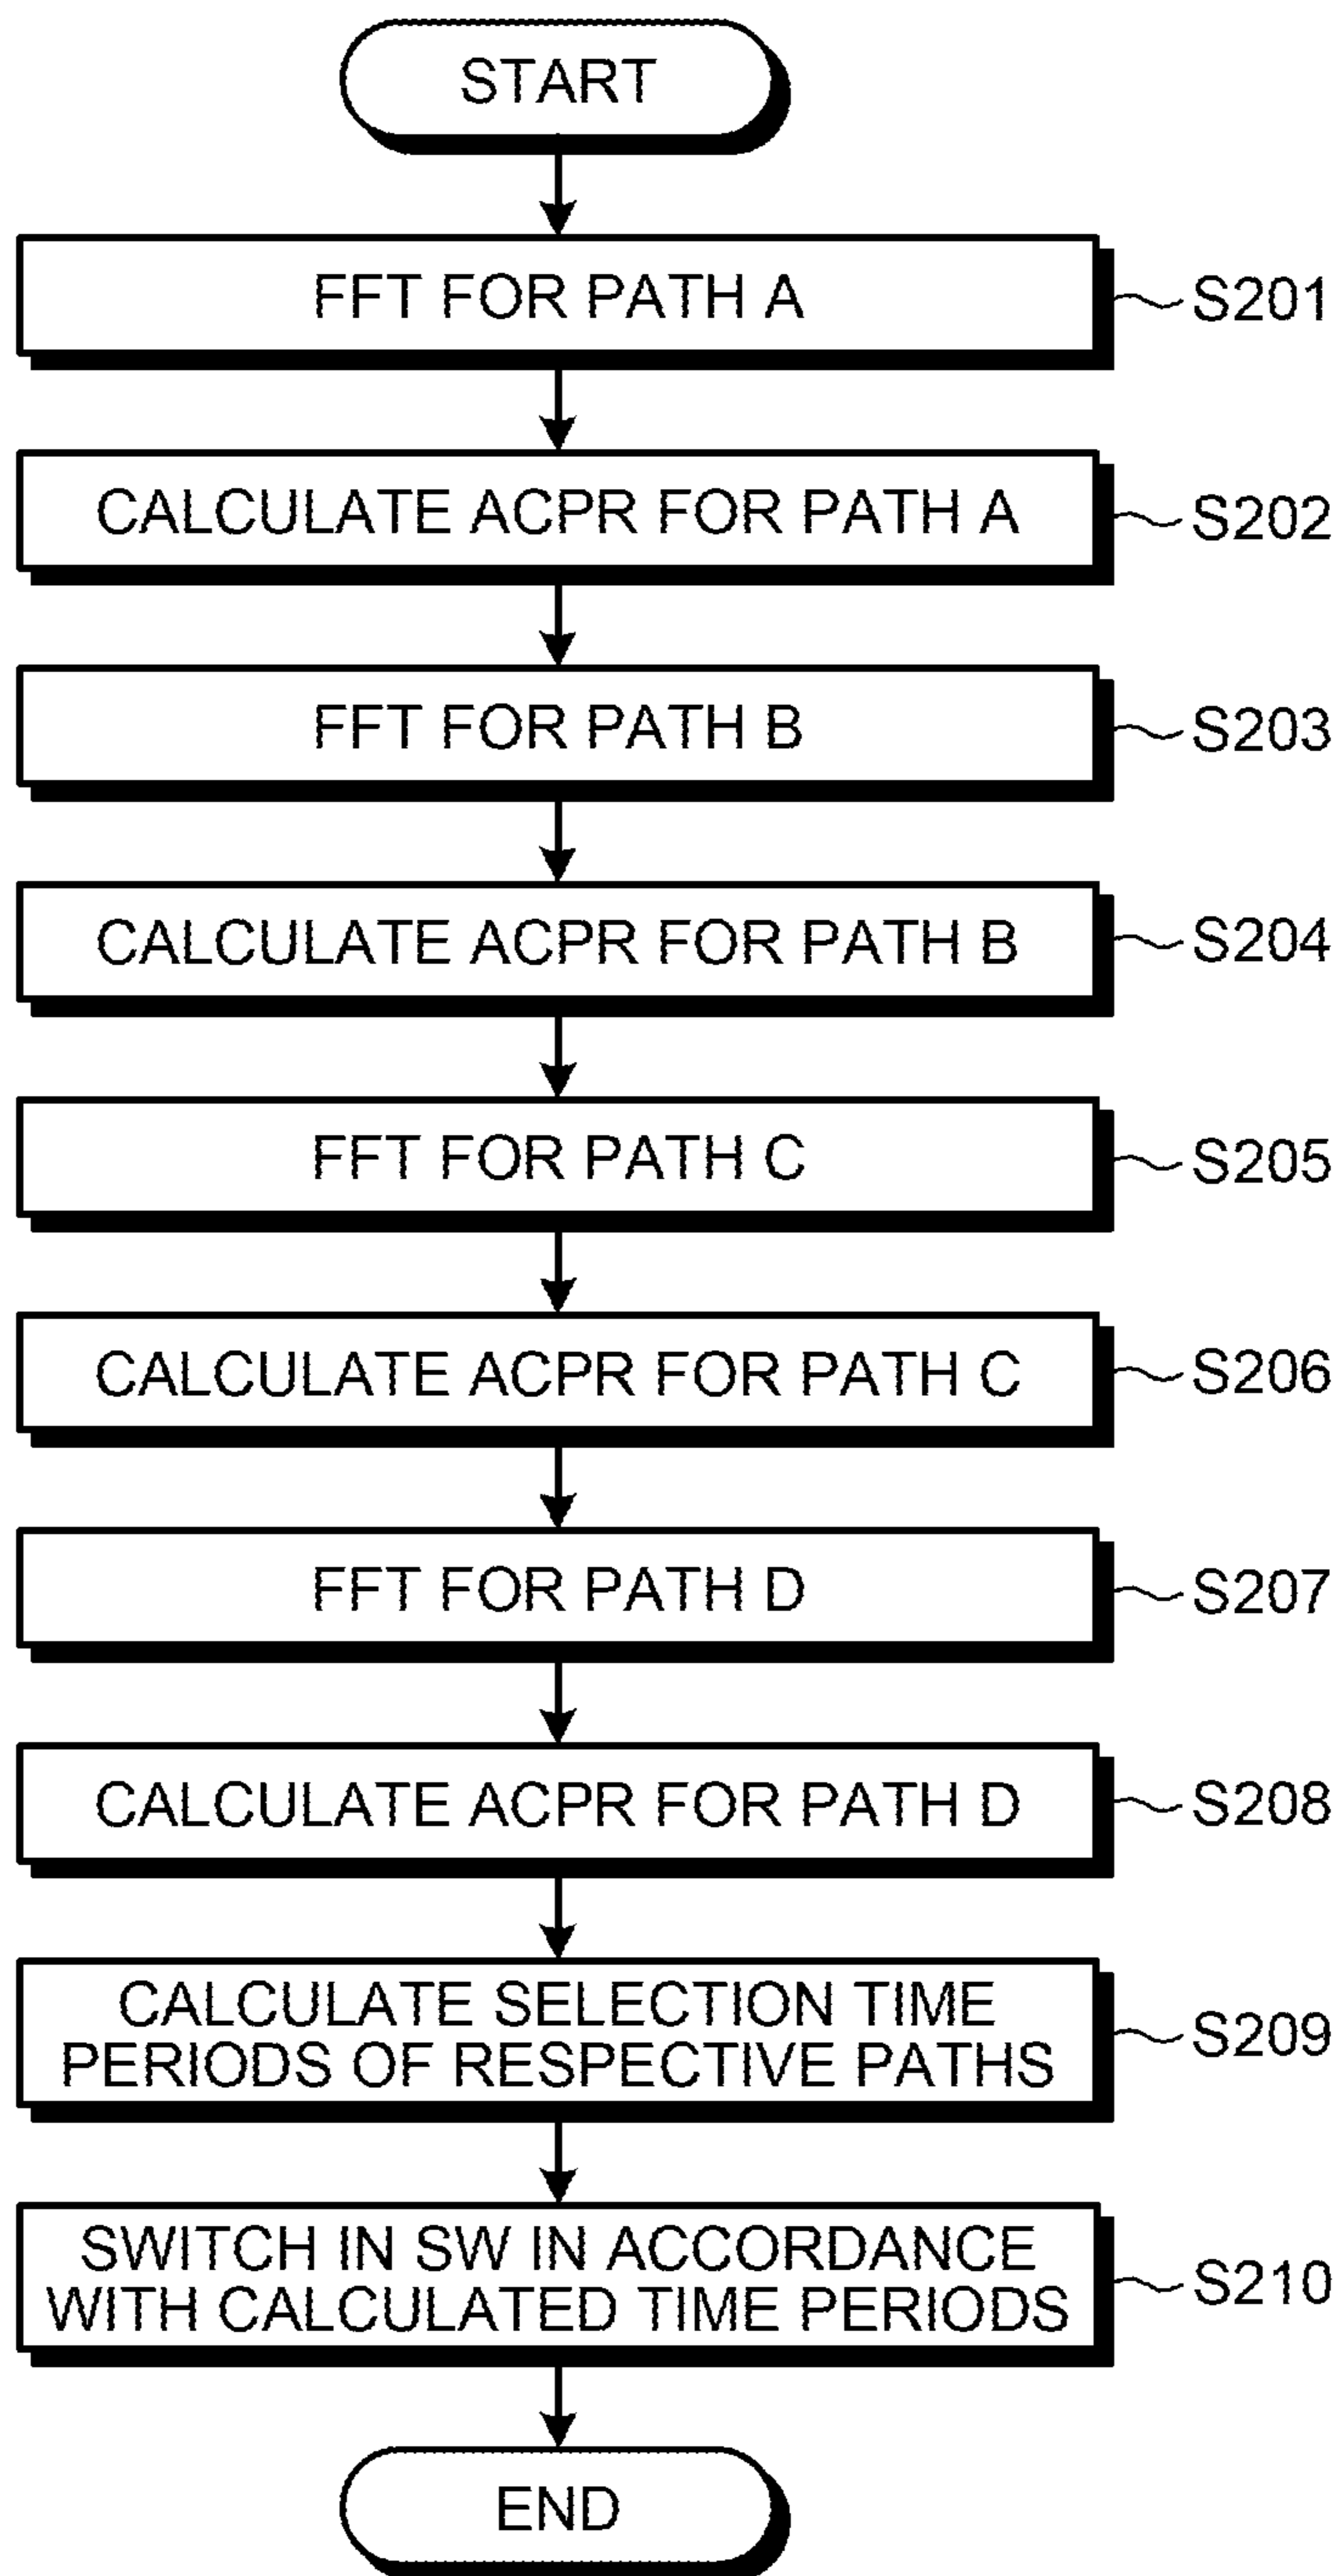 START
FFT FOR PATH A
S201
CALCULATE ACPR FOR PATH A
S202
FFT FOR PATH B
S203
CALCULATE ACPR FOR PATH B
S204
FFT FOR PATH C
S205
CALCULATE ACPR FOR PATH C
S206
FFT FOR PATH D
S207
CALCULATE ACPR FOR PATH D
S208
CALCULATE SELECTION TIME
PERIODS OF RESPECTIVE PATHS
S209
SWITCH IN SW IN ACCORDANCE
WITH CALCULATED TIME PERIODS
S210
END